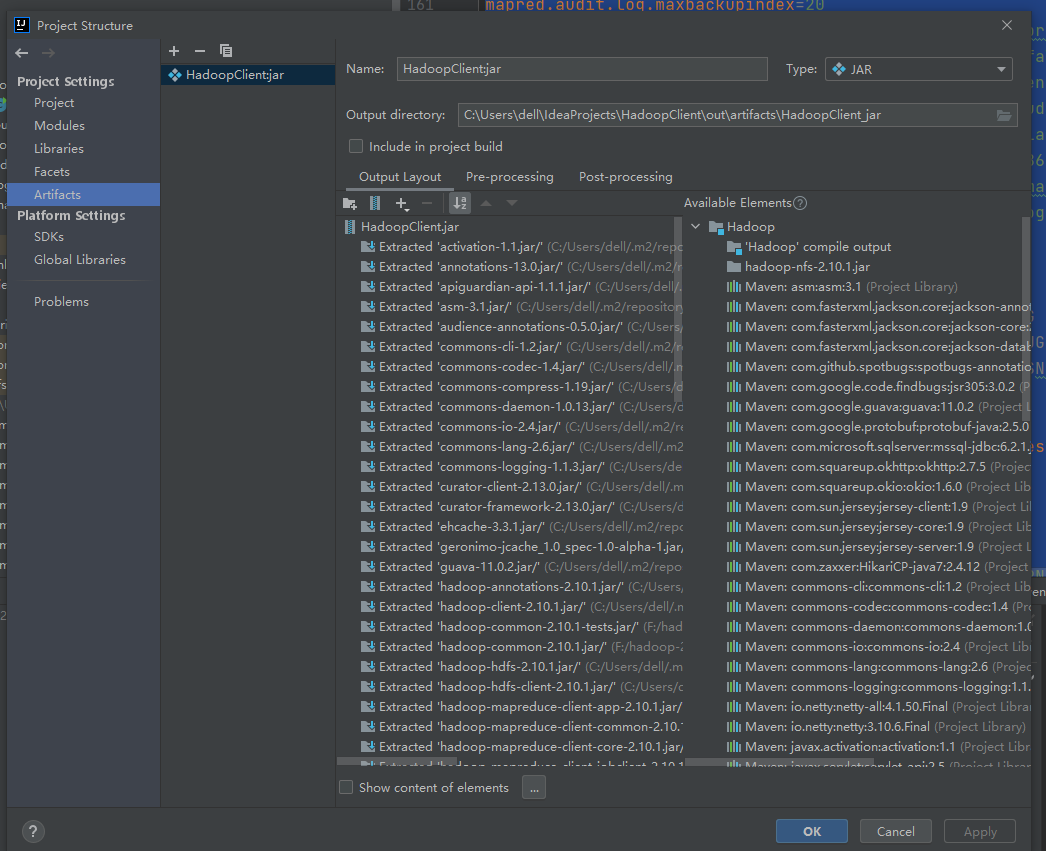 161 mapred.audit.log.maxbackupindex=20
Project Structure
Project Settings
Project
Modules
Libraries
Facets
Artifacts
Platform Settings
SDKs
Global Libraries
Problems
HadoopClient:jar
Name: HadoopClient:jar
Type: JAR
Output directory: C:\Users\dell\IdeaProjects\HadoopClient\out\artifacts\HadoopClient_jar
Include in project build
Output Layout Pre-processing Post-processing
Available Elements
HadoopClient.jar
Extracted 'activation-1.1.jar/' (C:/Users/dell/.m2/repo
Extracted 'annotations-13.0.jar/' (C:/Users/dell/.m2/r
Extracted 'apiguardian-api-1.1.1.jar/' (C:/Users/dell/.
Extracted 'asm-3.1.jar/' (C:/Users/dell/.m2/repository
Extracted 'audience-annotations-0.5.0.jar/' (C:/Users
Extracted 'commons-cli-1.2.jar/' (C:/Users/dell/.m2/r
Extracted 'commons-codec-1.4.jar/' (C:/Users/dell/.m
Extracted 'commons-compress-1.19.jar/' (C:/Users/d
Extracted 'commons-daemon-1.0.13.jar/' (C:/Users/d
Extracted 'commons-io-2.4.jar/' (C:/Users/dell/.m2/re
Extracted 'commons-lang-2.6.jar/' (C:/Users/dell/.m2
Extracted 'commons-logging-1.1.3.jar/' (C:/Users/de
Extracted 'curator-client-2.13.0.jar/' (C:/Users/dell/.m
Extracted 'curator-framework-2.13.0.jar/' (C:/Users/d
Extracted 'ehcache-3.3.1.jar/' (C:/Users/dell/.m2/repo
Extracted 'geronimo-jcache_1.0_spec-1.0-alpha-1.jar/
Extracted 'guava-11.0.2.jar/' (C:/Users/dell/.m2/repo
Extracted 'hadoop-annotations-2.10.1.jar/' (C:/Users
Extracted 'hadoop-client-2.10.1.jar/' (C:/Users/dell/.m
Extracted 'hadoop-common-2.10.1-tests.jar/' (F:/had
Extracted 'hadoop-common-2.10.1.jar/' (F:/hadoop-2
Extracted 'hadoop-hdfs-2.10.1.jar/' (C:/Users/dell/.m
Extracted 'hadoop-hdfs-client-2.10.1.jar/' (C:/Users/c
Extracted 'hadoop-mapreduce-client-app-2.10.1.jar/
Extracted 'hadoop-mapreduce-client-common-2.10.
Extracted 'hadoop-mapreduce-client-core-2.10.1.jar/
Extracted 'hadoop-mapreduce-client-jobclient-2.10.1
Hadoop
'Hadoop' compile output
hadoop-nfs-2.10.1.jar
Maven: asm:asm:3.1 (Project Library)
Maven: com.fasterxml.jackson.core:jackson-annot
Maven: com.fasterxml.jackson.core:jackson-core:
Maven: com.fasterxml.jackson.core:jackson-datab
Maven: com.github.spotbugs:spotbugs-annotatio
Maven: com.google.code.findbugs:jsr305:3.0.2 (P
Maven: com.google.guava:guava:11.0.2 (Project L
Maven: com.google.protobuf:protobuf-java:2.5.0
Maven: com.microsoft.sqlserver:mssql-jdbc:6.2.1.
Maven: com.squareup.okhttp:okhttp:2.7.5 (Projec
Maven: com.squareup.okio:okio:1.6.0 (Project Lib
Maven: com.sun.jersey:jersey-client:1.9 (Project L
Maven: com.sun.jersey:jersey-core:1.9 (Project Lib
Maven: com.sun.jersey:jersey-server:1.9 (Project L
Maven: com.zaxxer:HikariCP-java7:2.4.12 (Project
Maven: commons-cli:commons-cli:1.2 (Project Lib
Maven: commons-codec:commons-codec:1.4 (Pro
Maven: commons-daemon:commons-daemon:1.0
Maven: commons-io:commons-io:2.4 (Project Libr
Maven: commons-lang:commons-lang:2.6 (Projec
Maven: commons-logging:commons-logging:1.1.
Maven: io.netty:netty-all:4.1.50.Final (Project Libra
Maven: io.netty:netty:3.10.6.Final (Project Library)
Maven: javax.activation:activation:1.1 (Project Libr
Maven: javax.servlet:servlet-api:2.5 (Project Librar
Show content of elements ...
? OK Cancel Apply